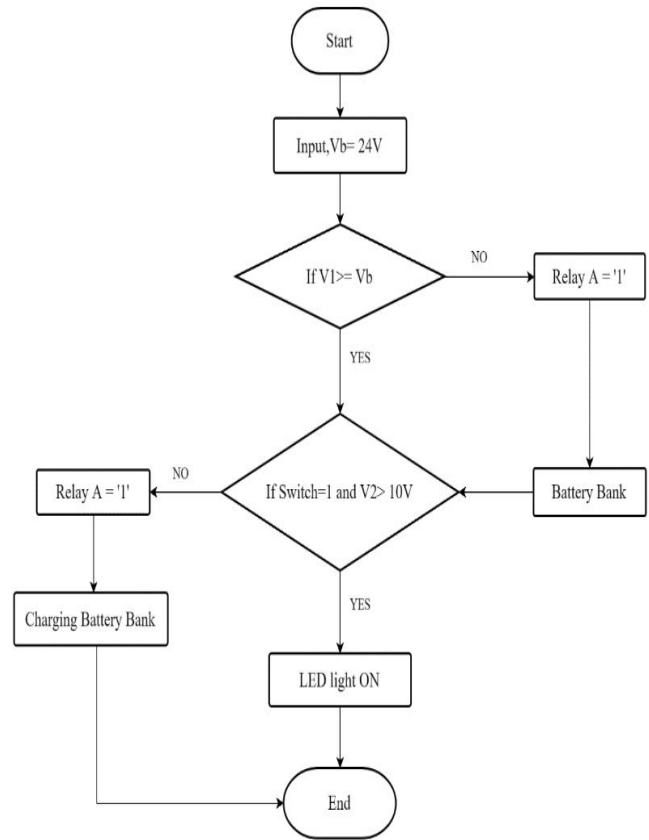 Start
Input,Vb= 24V
If V1>= Vb
NO
Relay A = '1'
YES
If Switch=1 and V2> 10V
NO
Relay A = '1'
Battery Bank
YES
Charging Battery Bank
LED light ON
End